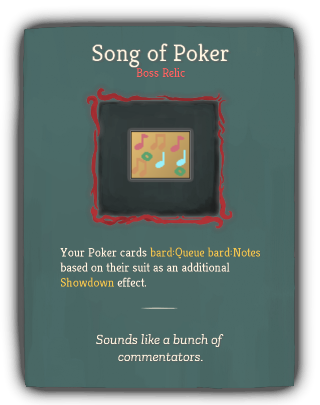 Song of Poker
Boss Relic
Your Poker cards bard:Queue bard:Notes
based on their suit as an additional
Showdown effect.
Sounds like a bunch of
commentators.